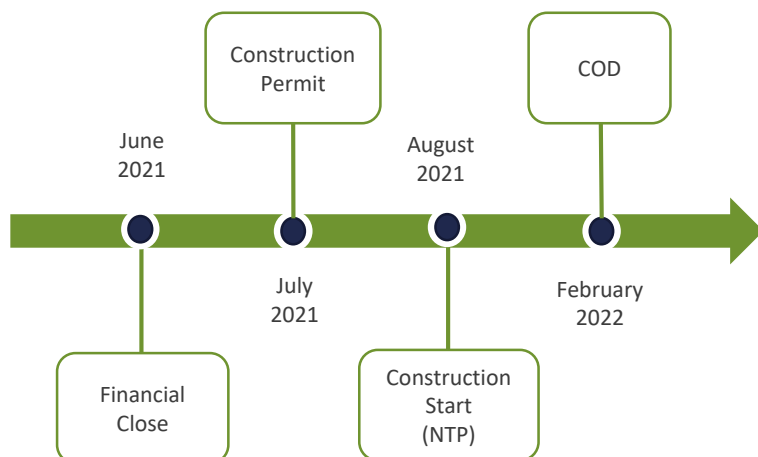 Construction
Permit
COD
June
2021
August
2021
July
2021
February
2022
Financial
Close
Construction
Start
(NTP)